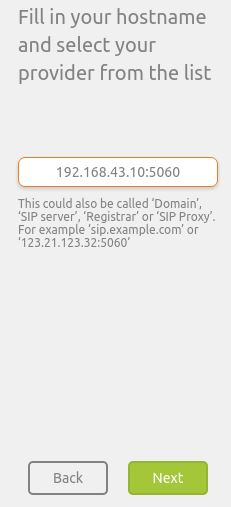 Fill in your hostname
and select your
provider from the list
192.168.43.10:5060
This could also be called ‘Domain’,
‘SIP server’, ‘Registrar’ or ‘SIP Proxy’.
For example ‘sip.example.com’ or
‘123.21.123.32:5060’
Back
Next